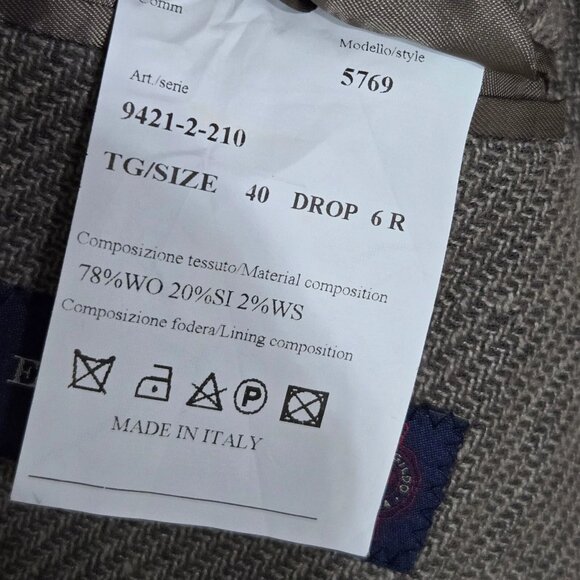 Comm
Modello/style
5769
Art./serie
9421-2-210
TG/SIZE 40 DROP 6 R
Composizione tessuto/Material composition
78%WO 20%SI 2%WS
Composizione fodera/Lining composition
P
MADE IN ITALY
E